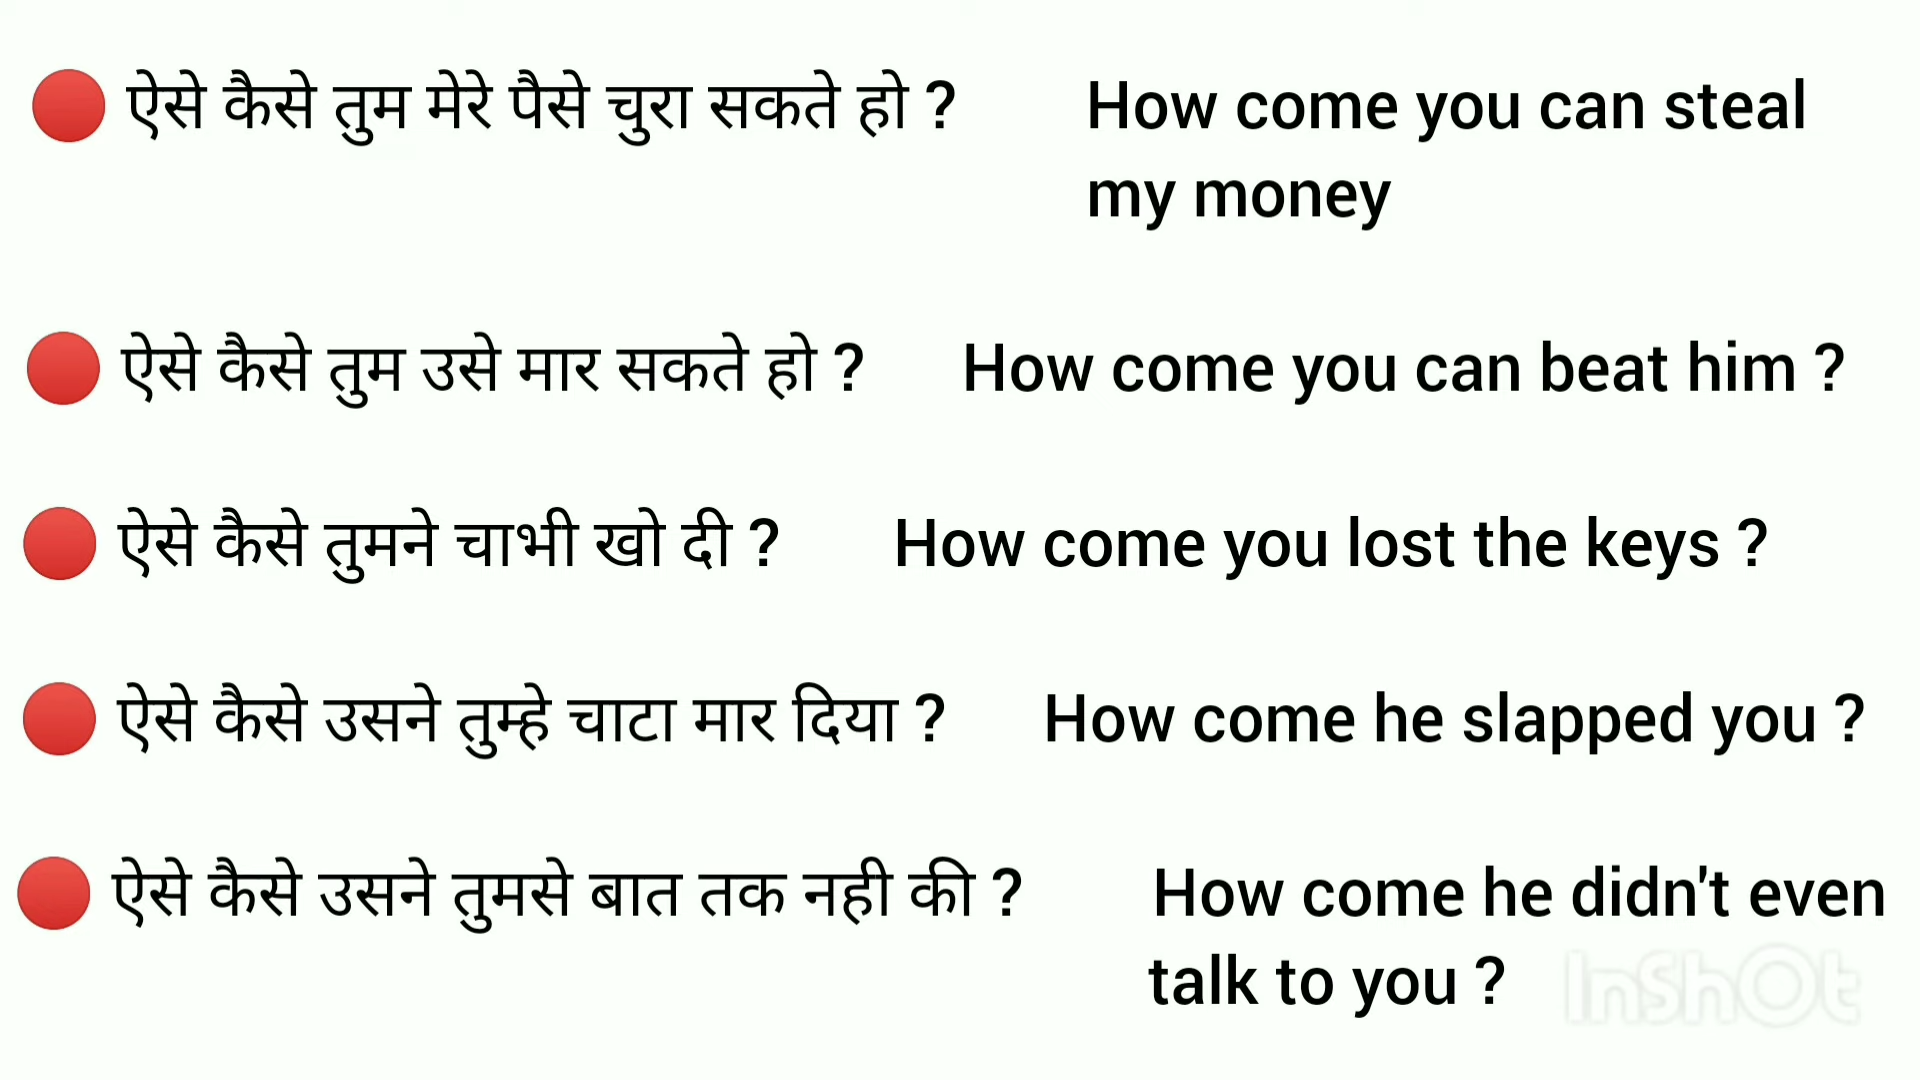 ऐसे कैसे तुम मेरे पैसे चुरा सकते हो ? How come you can steal
my money
ऐसे कैसे तुम उसे मार सकते हो ? How come you can beat him ?
ऐसे कैसे तुमने चाभी खो दी ? How come you lost the keys ?
ऐसे कैसे उसने तुम्हे चाटा मार दिया ? How come he slapped you ?
ऐसे कैसे उसने तुमसे बात तक नही की ? How come he didn't even
talk to you ?
InShOt